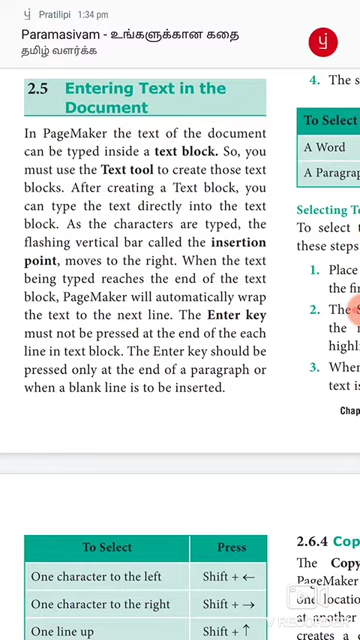 Pratilipi 1:34 pm
Paramasivam - உங்களுக்கான கதை
தமிழ் வளர்க்க
2.5 Entering Text in the
Document
In PageMaker the text of the document
can be typed inside a text block. So, you
must use the Text tool to create those text
blocks. After creating a Text block, you
can type the text directly into the text
block. As the characters are typed, the
flashing vertical bar called the insertion
point, moves to the right. When the text
being typed reaches the end of the text
block, PageMaker will automatically wrap
the text to the next line. The Enter key
must not be pressed at the end of the each
line in text block. The Enter key should be
pressed only at the end of a paragraph or
when a blank line is to be inserted.
4. The s
To Select
A Word
A Paragrap
Selecting Te
To select t
these steps
1. Place
the fir
2. The S
the
highli
3. When
text is
Chap
To Select Press
One character to the left Shift + ←
One character to the right Shift + →
One line up Shift + ↑
2.6.4 Cop
The Copy
PageMaker
one locatio
at another
creates a d